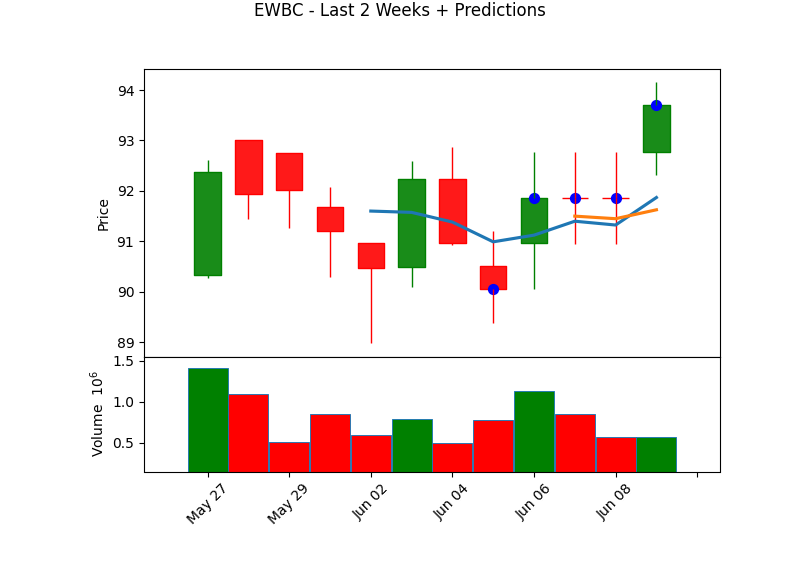 EWBC - Last 2 Weeks + Predictions
94
93
92
91
90
89
Price
1.5
1.0
0.5
Volume 10^6
May 27
May 29
Jun 02
Jun 04
Jun 06
Jun 08